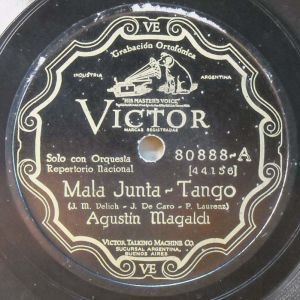 VE
Grabación Ortofónica
INDUSTRIA ARGENTINA
"HIS MASTER'S VOICE"
VICTOR
MARCAS REGISTRADAS
Solo con Orquesta 80888-A
Repertorio Nacional [44156]
Mala Junta - Tango
(J. M. Velich - J. De Caro - P. Laurenz)
Agustín Magaldi
VICTOR TALKING MACHINE CO.
SUCURSAL ARGENTINA,
BUENOS AIRES
VE